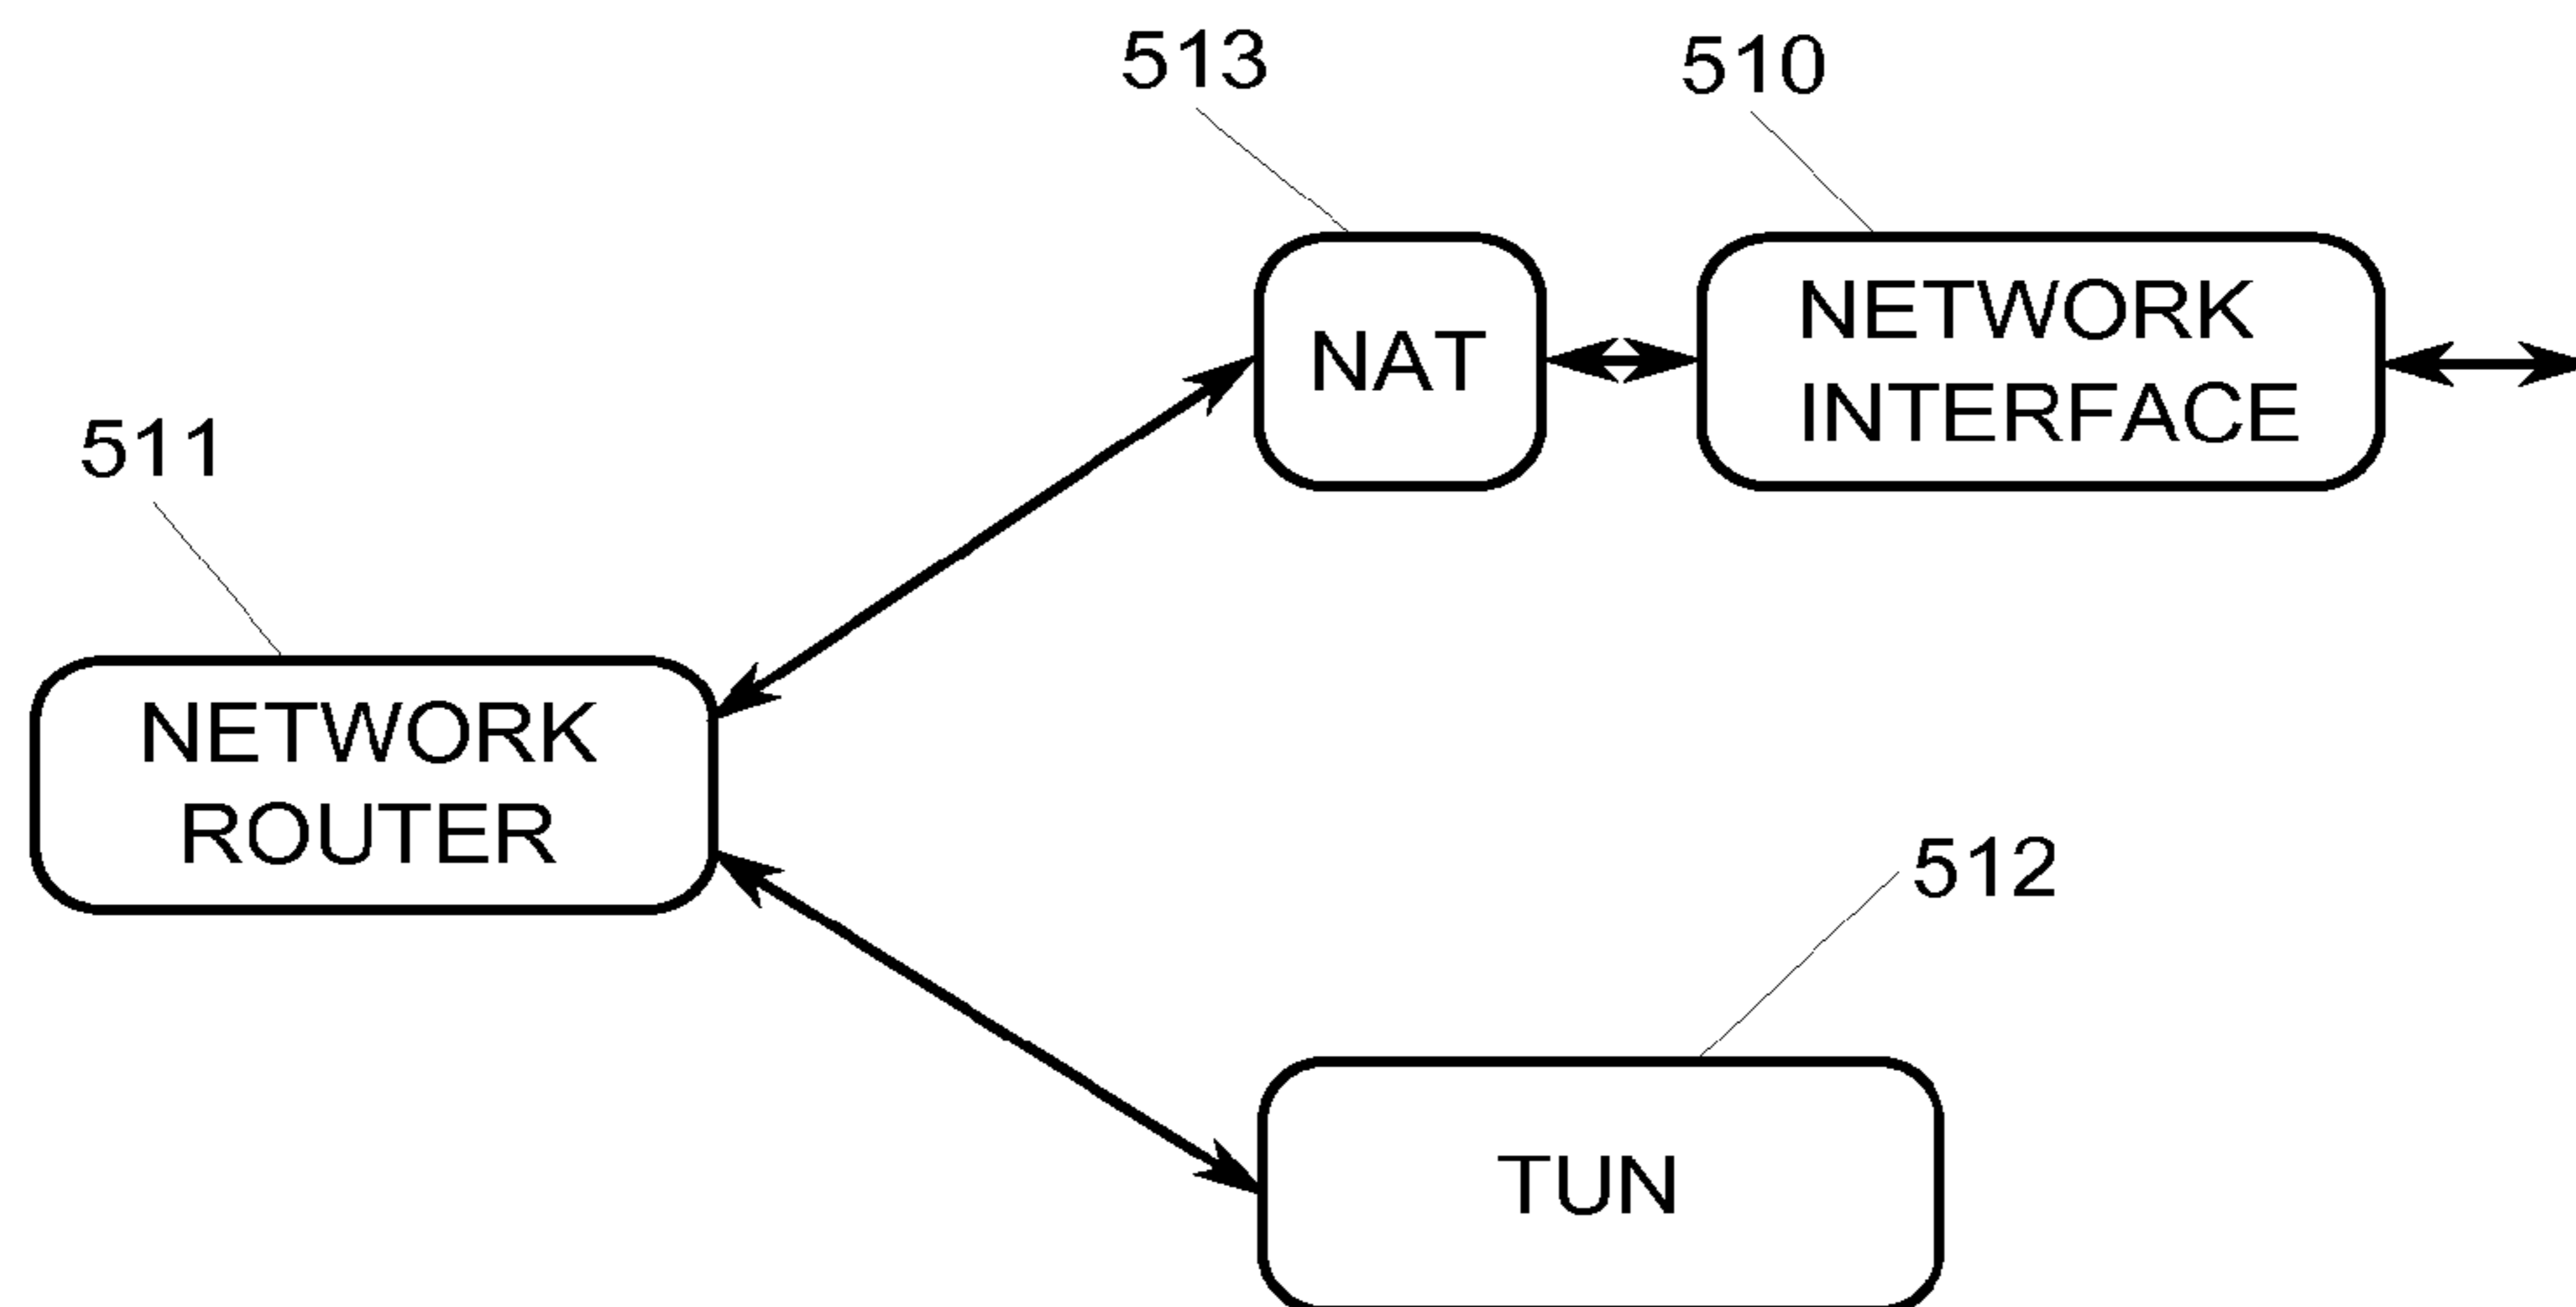 513
510
NAT
NETWORK
INTERFACE
511
NETWORK
ROUTER
512
TUN